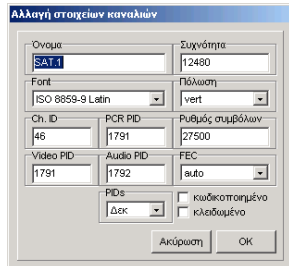 Αλλαγή στοιχείων καναλιών
Όνομα
SAT.1
Συχνότητα
12480
Font
ISO 8859-9 Latin
Πόλωση
vert
Ch. ID
46
PCR PID
1791
Ρυθμός συμβόλων
27500
Video PID
1791
Audio PID
1792
FEC
auto
PIDs
Δεκ
κωδικοποιημένο
κλειδωμένο
Ακύρωση
OK